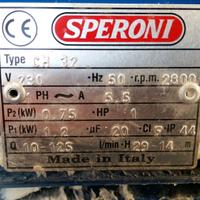 CE SPERONI
Type CM 32
V 230 ~ Hz 50 r.p.m. 2800
PH ~ A 5.5
P2 (kW) 0.75 HP 1
P1 (kW) 1.2 µF 20 Cl F IP 44
Q 10-125 l/min H 29-14 m
Made in Italy